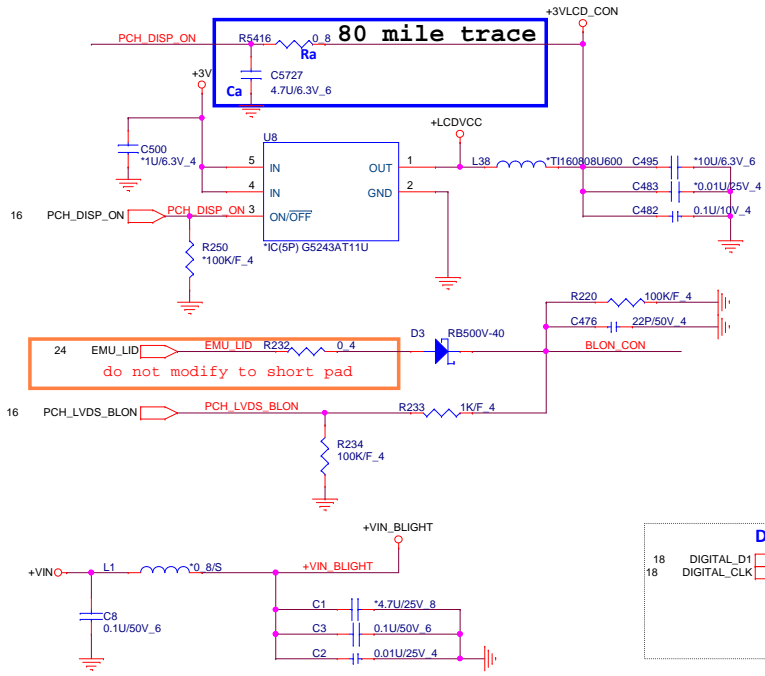 +3VLCD_CON
PCH_DISP_ON R5416 0_8 80 mile trace
Ra
+3V
C5727
Ca 4.7U/6.3V_6
+LCDVCC
U8
C500
*1U/6.3V_4
5 IN OUT 1 L38 *TI160808U600 C495 *10U/6.3V_6
4 IN GND 2 C483 *0.01U/25V_4
16 PCH_DISP_ON PCH_DISP_ON 3 ON/OFF C482 0.1U/10V_4
*IC(5P) G5243AT11U
R250
*100K/F_4
R220 100K/F_4
C476 22P/50V_4
D3 RB500V-40
24 EMU_LID EMU_LID R232 0_4 BLON_CON
do not modify to short pad
16 PCH_LVDS_BLON PCH_LVDS_BLON R233 1K/F_4
R234
100K/F_4
+VIN_BLIGHT
+VIN L1 *0_8/S +VIN_BLIGHT
C8
0.1U/50V_6
C1 *4.7U/25V_8
C3 0.1U/50V_6
C2 0.01U/25V_4
D
18 DIGITAL_D1
18 DIGITAL_CLK